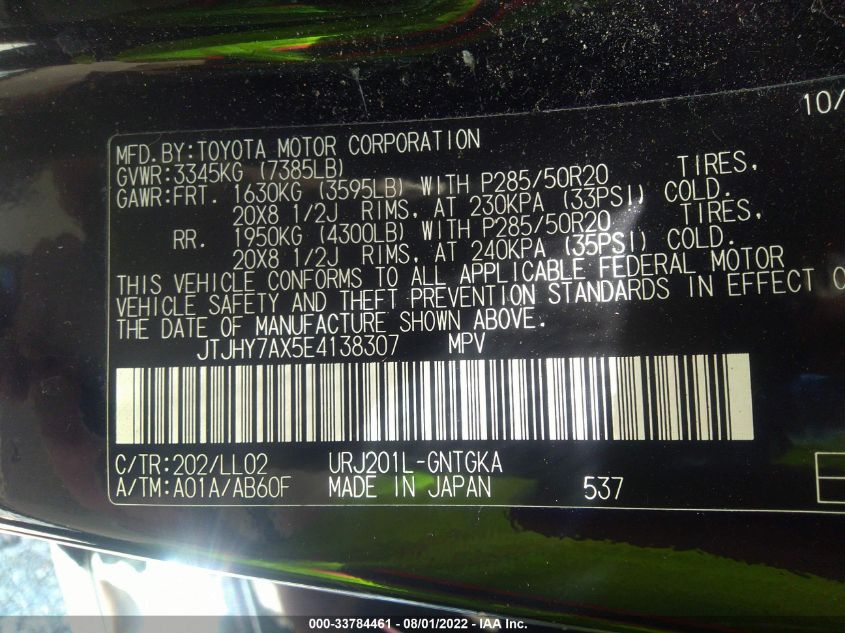 10/
MFD.BY:TOYOTA MOTOR CORPORATION
GVWR:3345KG (7385LB)
GAWR:FRT. 1630KG (3595LB) WITH P285/50R20 TIRES,
20X8 1/2J RIMS, AT 230KPA (33PSI) COLD.
RR. 1950KG (4300LB) WITH P285/50R20 TIRES,
20X8 1/2J RIMS, AT 240KPA (35PSI) COLD.
THIS VEHICLE CONFORMS TO ALL APPLICABLE FEDERAL MOTOR
VEHICLE SAFETY AND THEFT PREVENTION STANDARDS IN EFFECT O
THE DATE OF MANUFACTURE SHOWN ABOVE.
JTJHY7AX5E4138307 MPV
C/TR:202/LL02 URJ201L-GNTGKA
A/TM:A01A/AB60F MADE IN JAPAN 537
000-33784461 - 08/01/2022 - IAA Inc.